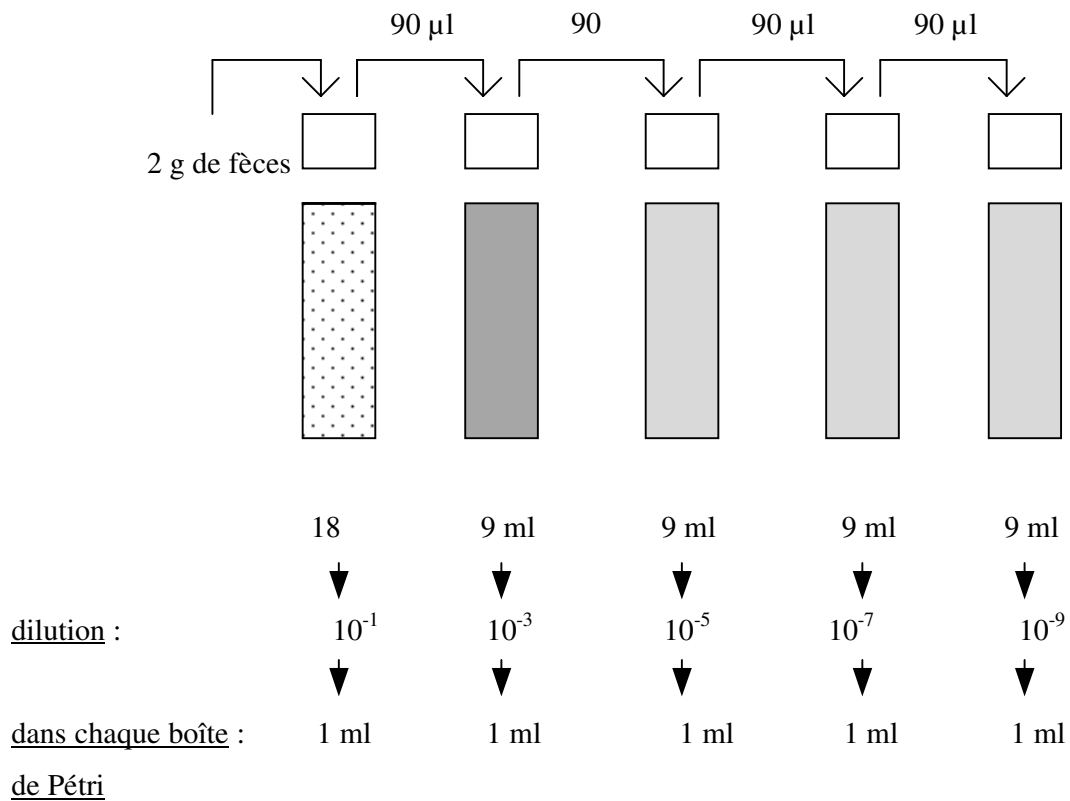 90 µl 90 90 µl 90 µl
2 g de fèces
18 9 ml 9 ml 9 ml 9 ml
dilution : 10⁻¹ 10⁻³ 10⁻⁵ 10⁻⁷ 10⁻⁹
dans chaque boîte : 1 ml 1 ml 1 ml 1 ml 1 ml
de Pétri